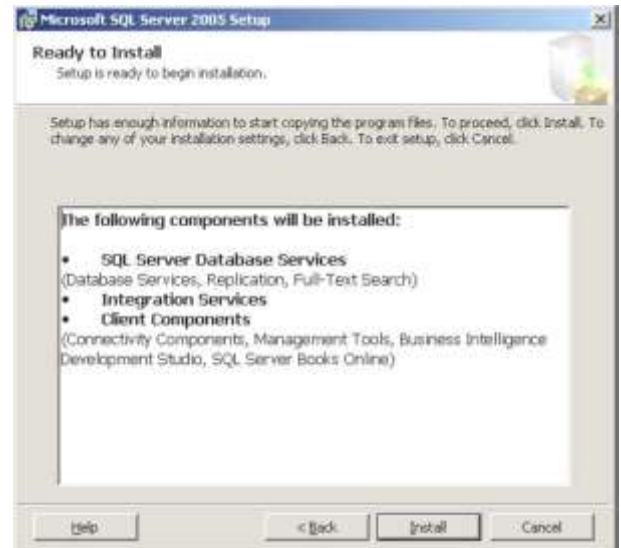 Microsoft SQL Server 2005 Setup
Ready to Install
Setup is ready to begin installation.
Setup has enough information to start copying the program files. To proceed, click Install. To
change any of your installation settings, click Back. To exit setup, click Cancel.
The following components will be installed:
• SQL Server Database Services
(Database Services, Replication, Full-Text Search)
• Integration Services
• Client Components
(Connectivity Components, Management Tools, Business Intelligence
Development Studio, SQL Server Books Online)
Help
< Back
Install
Cancel